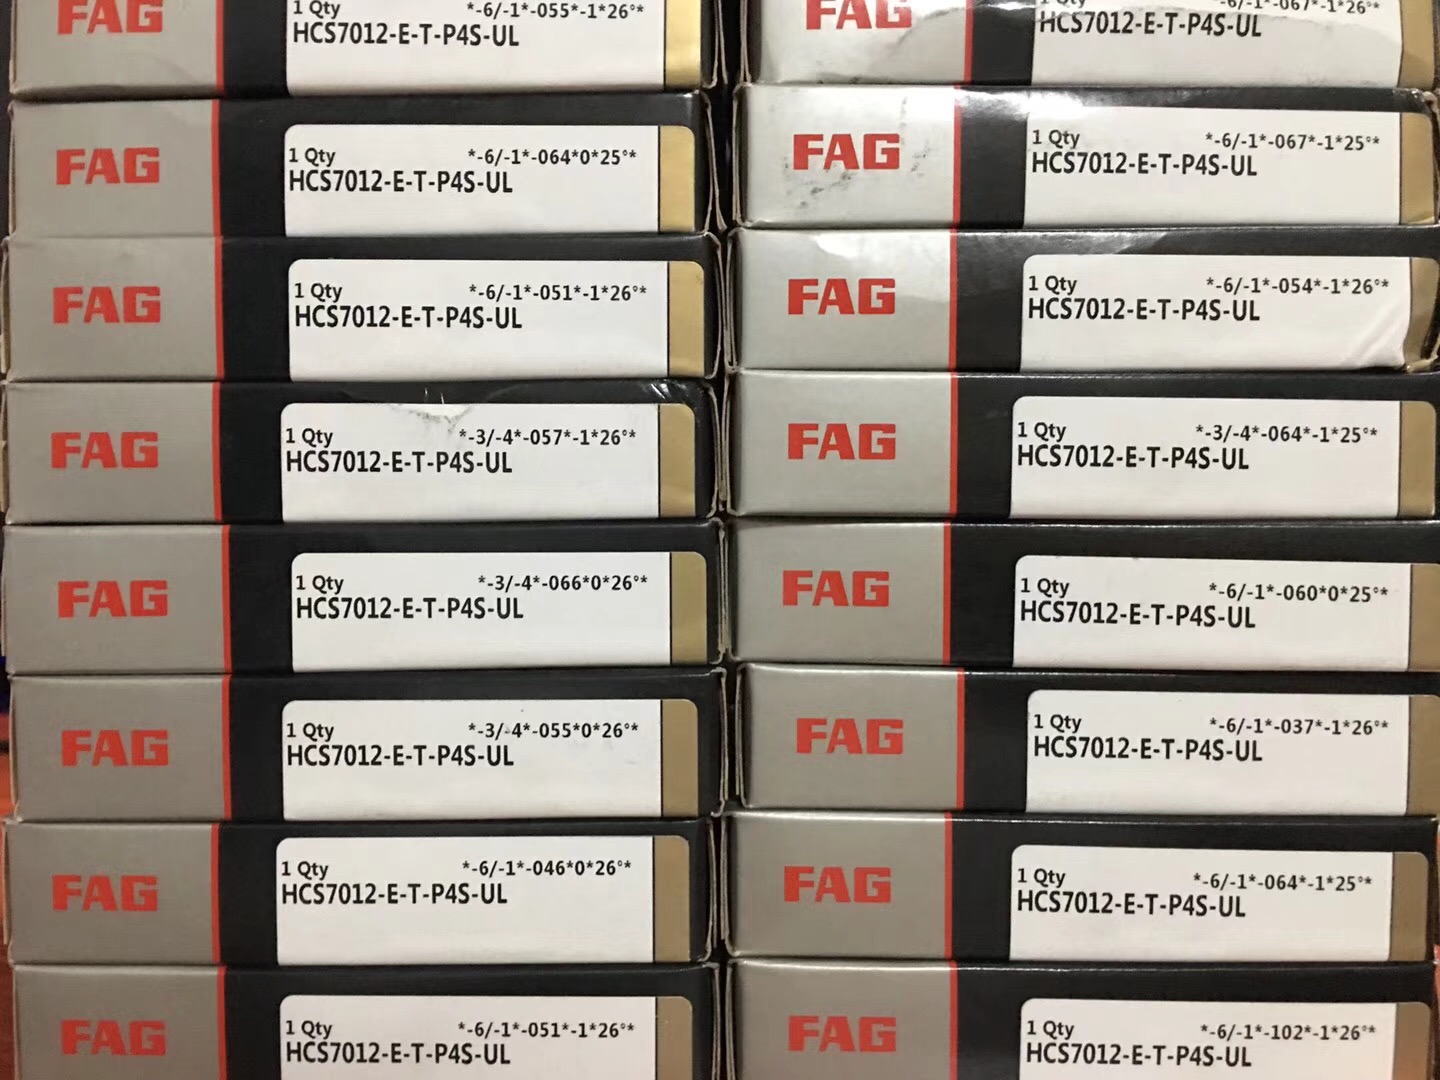 FAG
1 Qty *-6/-1*-055*-1*26°*
HCS7012-E-T-P4S-UL
FAG
1 Qty *-6/-1*-064*0*25°*
HCS7012-E-T-P4S-UL
FAG
1 Qty *-6/-1*-051*-1*26°*
HCS7012-E-T-P4S-UL
FAG
1 Qty *-3/-4*-057*-1*26°*
HCS7012-E-T-P4S-UL
FAG
1 Qty *-3/-4*-066*0*26°*
HCS7012-E-T-P4S-UL
FAG
1 Qty *-3/-4*-055*0*26°*
HCS7012-E-T-P4S-UL
FAG
1 Qty *-6/-1*-046*0*26°*
HCS7012-E-T-P4S-UL
FAG
1 Qty *-6/-1*-051*-1*26°*
HCS7012-E-T-P4S-UL
FAG
1 Qty *-6/-1*-067*-1*26°*
HCS7012-E-T-P4S-UL
FAG
1 Qty *-6/-1*-067*-1*25°*
HCS7012-E-T-P4S-UL
FAG
1 Qty *-6/-1*-054*-1*26°*
HCS7012-E-T-P4S-UL
FAG
1 Qty *-3/-4*-064*-1*25°*
HCS7012-E-T-P4S-UL
FAG
1 Qty *-6/-1*-060*0*25°*
HCS7012-E-T-P4S-UL
FAG
1 Qty *-6/-1*-037*-1*26°*
HCS7012-E-T-P4S-UL
FAG
1 Qty *-6/-1*-064*-1*25°*
HCS7012-E-T-P4S-UL
FAG
1 Qty *-6/-1*-102*-1*26°*
HCS7012-E-T-P4S-UL